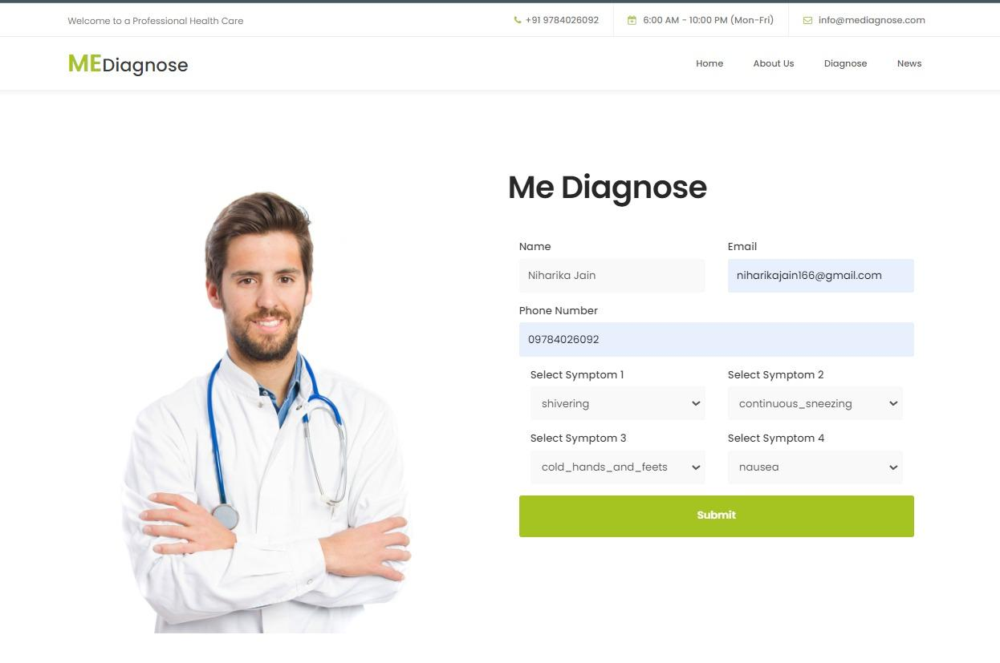 Welcome to a Professional Health Care
+91 9784026092
6:00 AM - 10:00 PM (Mon-Fri)
info@mediagnose.com
MEDiagnose
Home
About Us
Diagnose
News
Me Diagnose
Name
Email
Niharika Jain
niharikajain166@gmail.com
Phone Number
09784026092
Select Symptom 1
Select Symptom 2
shivering
continuous_sneezing
Select Symptom 3
Select Symptom 4
cold_hands_and_feets
nausea
Submit